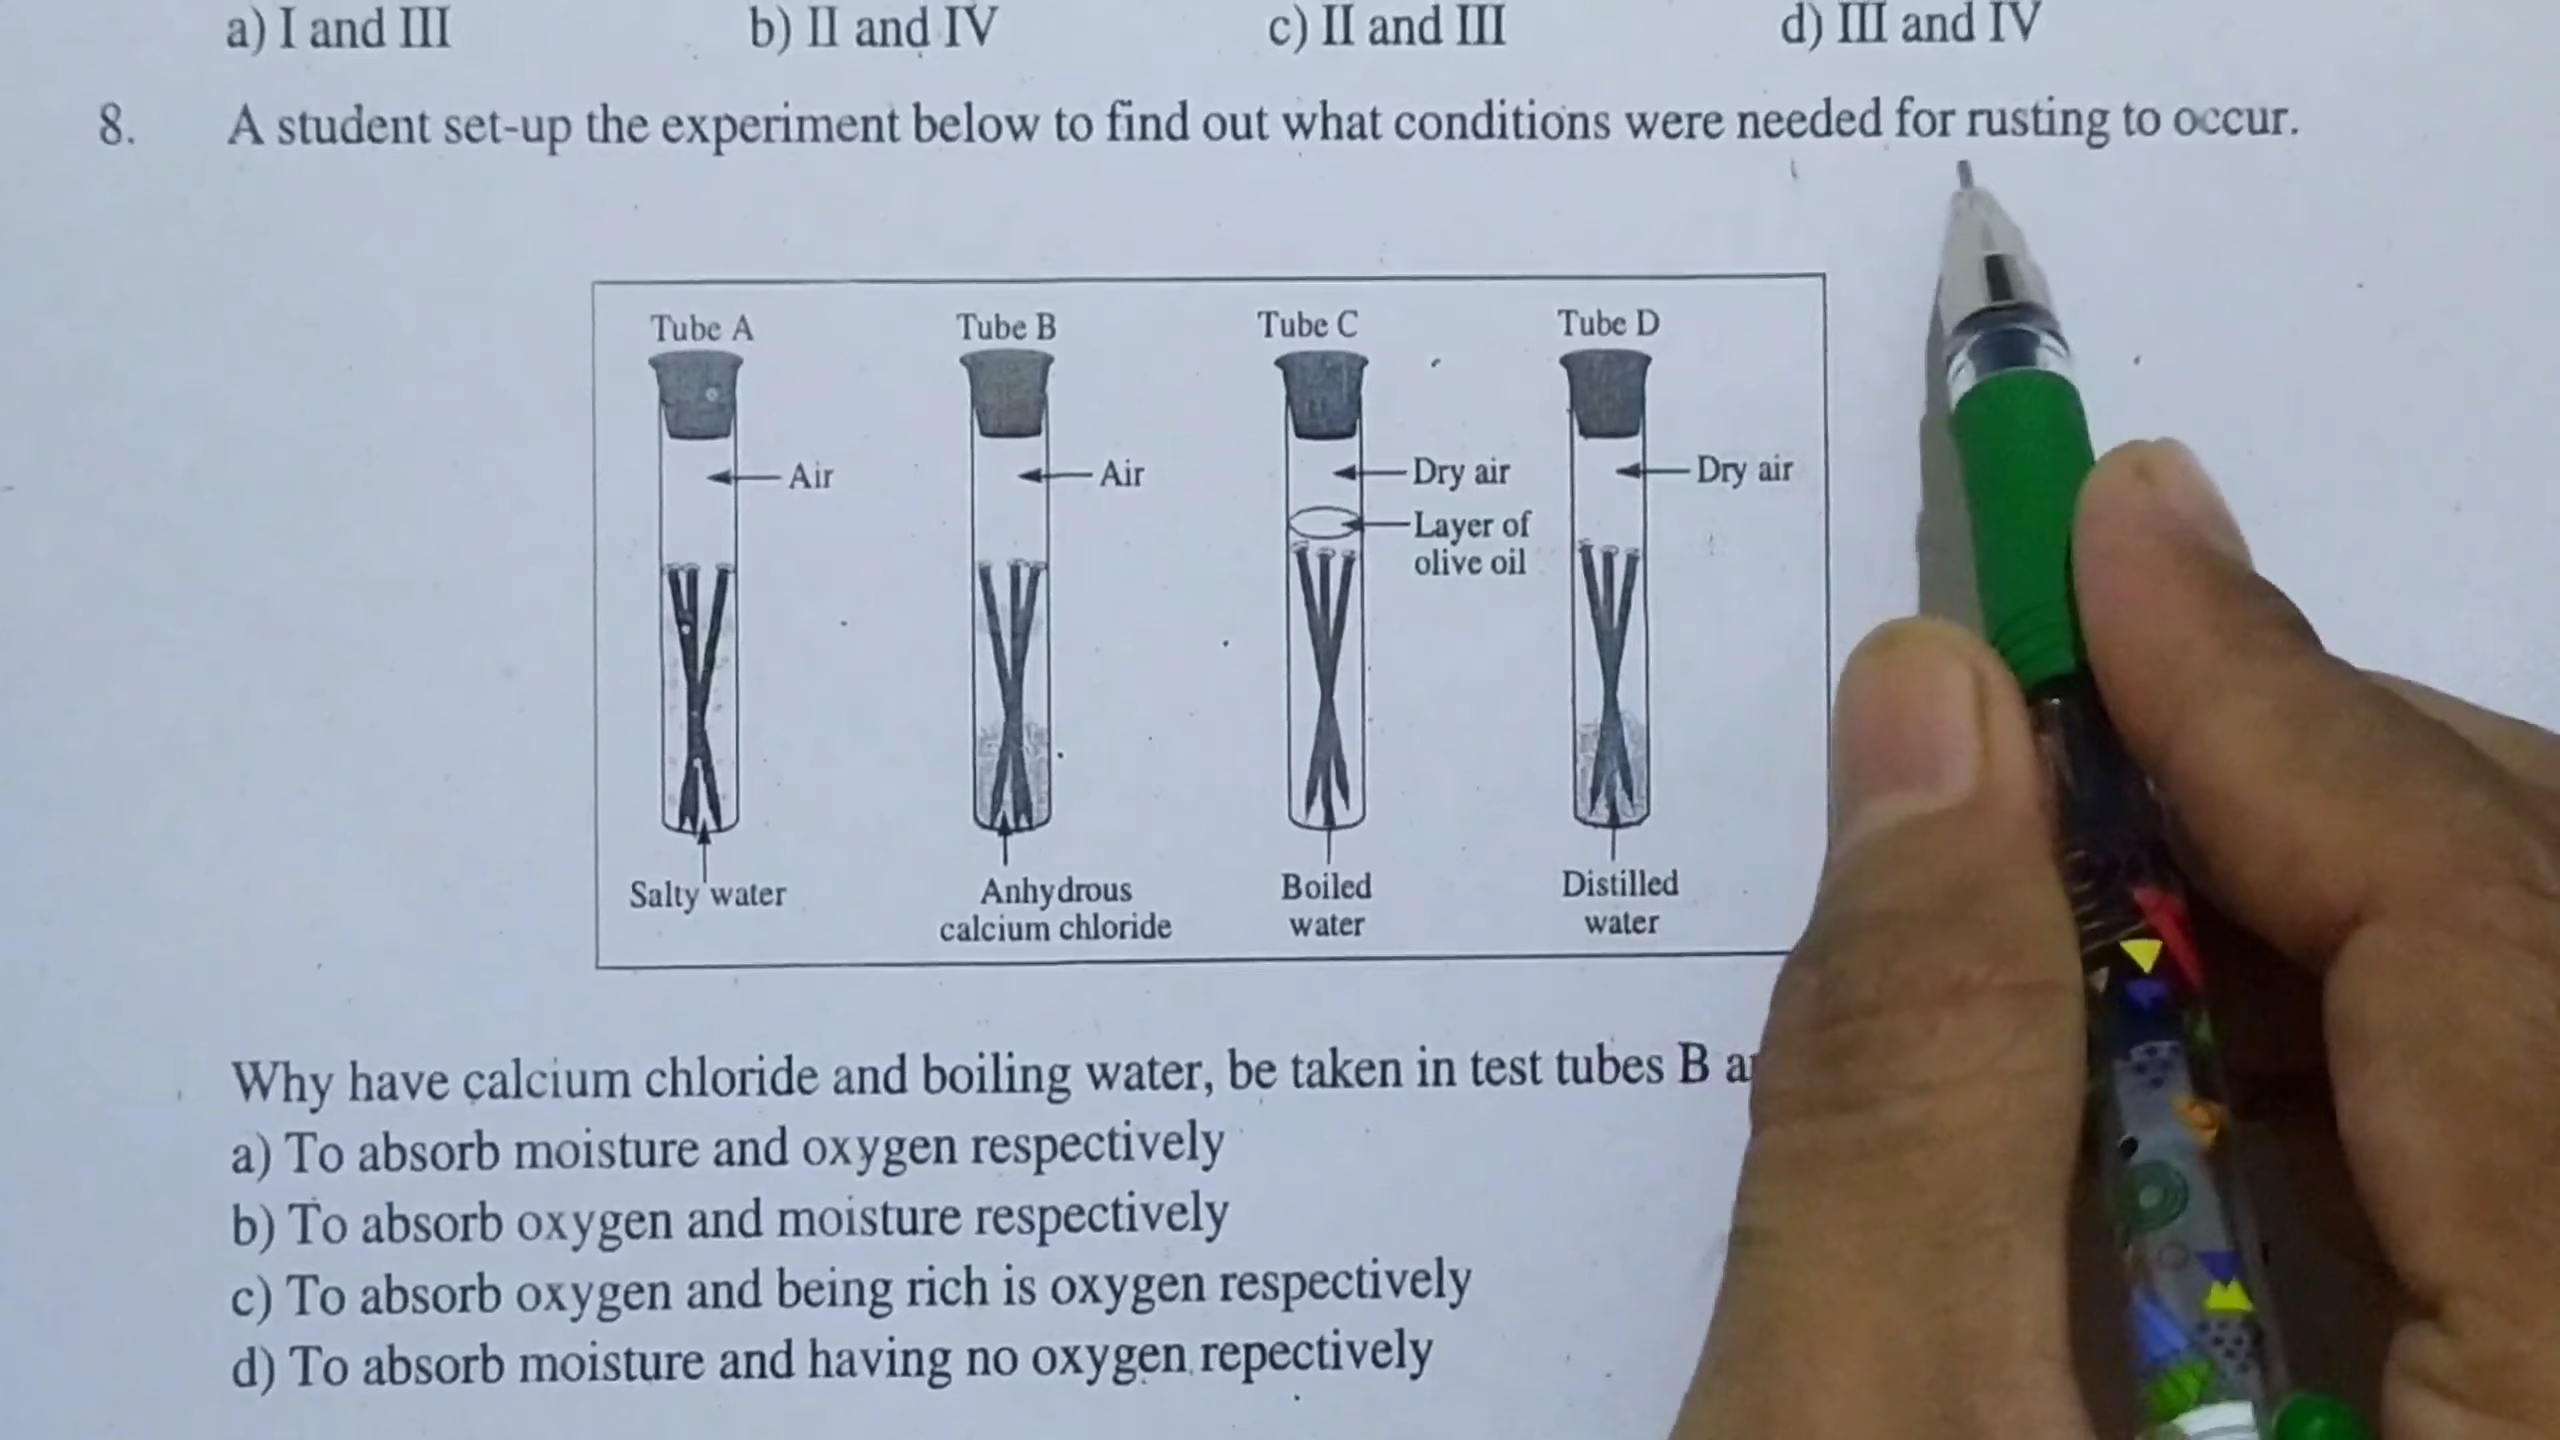 a) I and III b) II and IV c) II and III d) III and IV
8. A student set-up the experiment below to find out what conditions were needed for rusting to occur.
Tube A Tube B Tube C Tube D
Air Air Dry air Dry air
Layer of
olive oil
Salty water Anhydrous calcium chloride Boiled water Distilled water
Why have calcium chloride and boiling water, be taken in test tubes B
a) To absorb moisture and oxygen respectively
b) To absorb oxygen and moisture respectively
c) To absorb oxygen and being rich is oxygen respectively
d) To absorb moisture and having no oxygen repectively